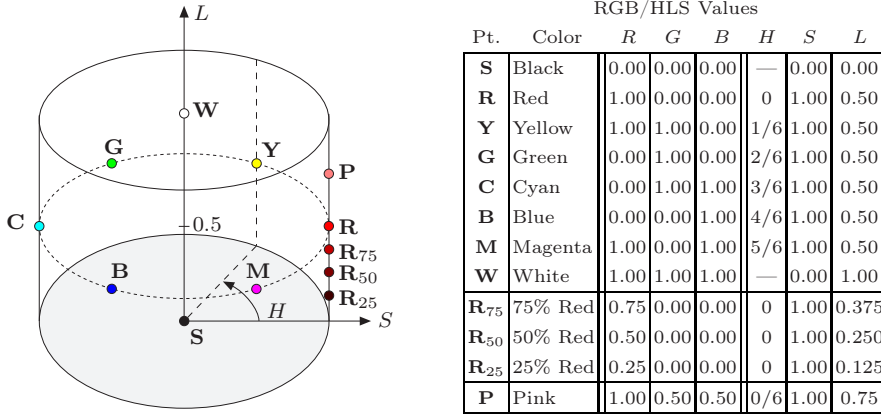 L
W
G
Y
P
C
0.5
R
R75
R50
R25
B
M
H
S
S
RGB/HLS Values
Pt. Color R G B H S L
S Black 0.00 0.00 0.00 — 0.00 0.00
R Red 1.00 0.00 0.00 0 1.00 0.50
Y Yellow 1.00 1.00 0.00 1/6 1.00 0.50
G Green 0.00 1.00 0.00 2/6 1.00 0.50
C Cyan 0.00 1.00 1.00 3/6 1.00 0.50
B Blue 0.00 0.00 1.00 4/6 1.00 0.50
M Magenta 1.00 0.00 1.00 5/6 1.00 0.50
W White 1.00 1.00 1.00 — 0.00 1.00
R75 75% Red 0.75 0.00 0.00 0 1.00 0.375
R50 50% Red 0.50 0.00 0.00 0 1.00 0.250
R25 25% Red 0.25 0.00 0.00 0 1.00 0.125
P Pink 1.00 0.50 0.50 0/6 1.00 0.75